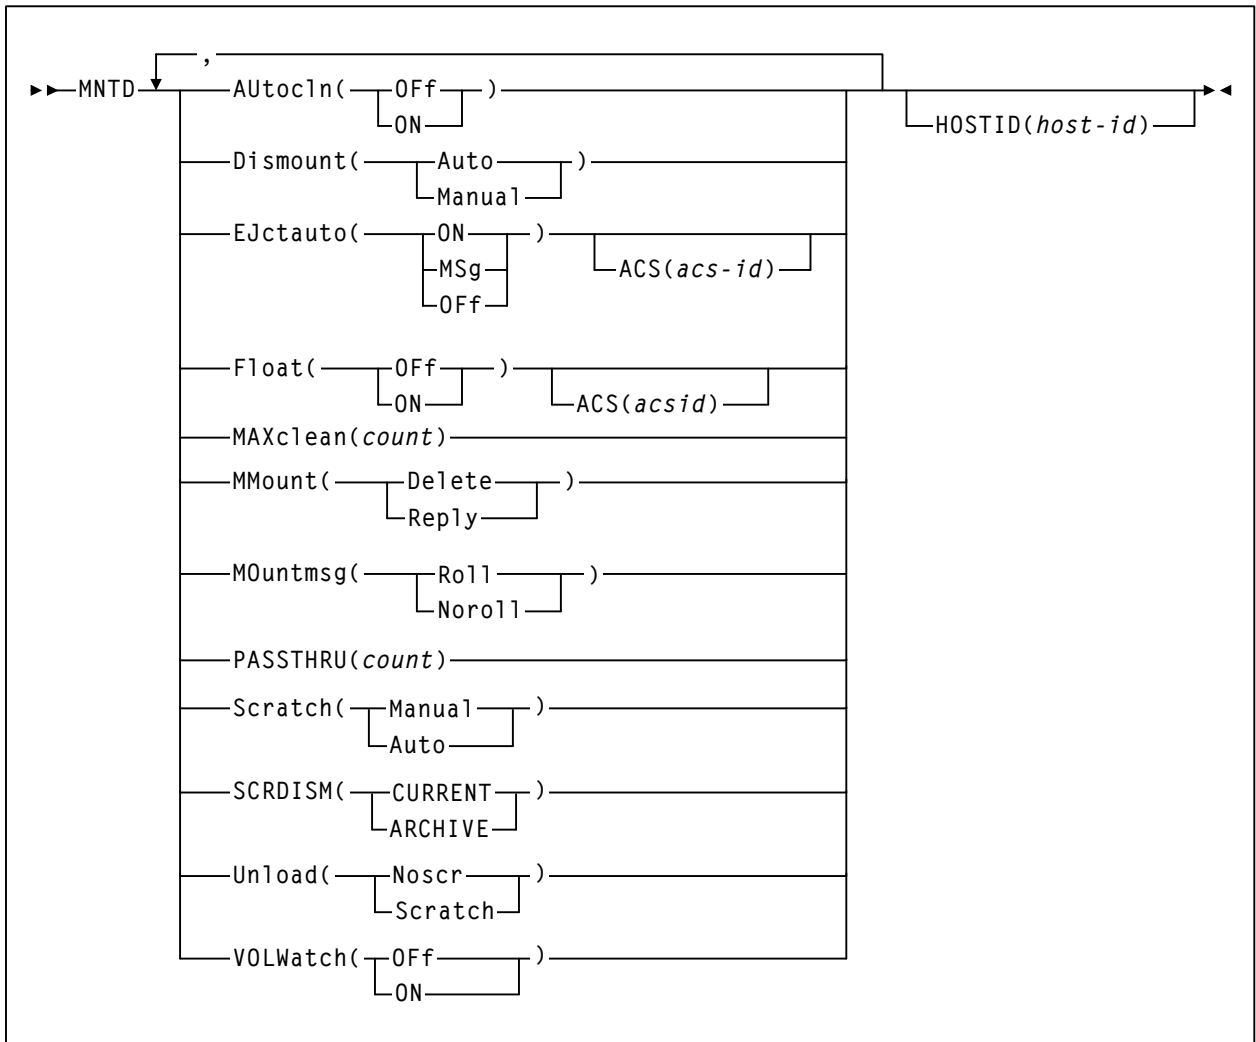 ,
MNTD AUtocln( OFf )
ON
HOSTID(host-id)
Dismount( Auto )
Manual
EJctauto( ON )
MSg
ACS(acs-id)
OFf
Float( OFf )
ON
ACS(acsid)
MAXclean(count)
MMount( Delete )
Reply
MOuntmsg( Roll )
Noroll
PASSTHRU(count)
Scratch( Manual )
Auto
SCRDISM( CURRENT )
ARCHIVE
Unload( Noscr )
Scratch
VOLWatch( OFf )
ON